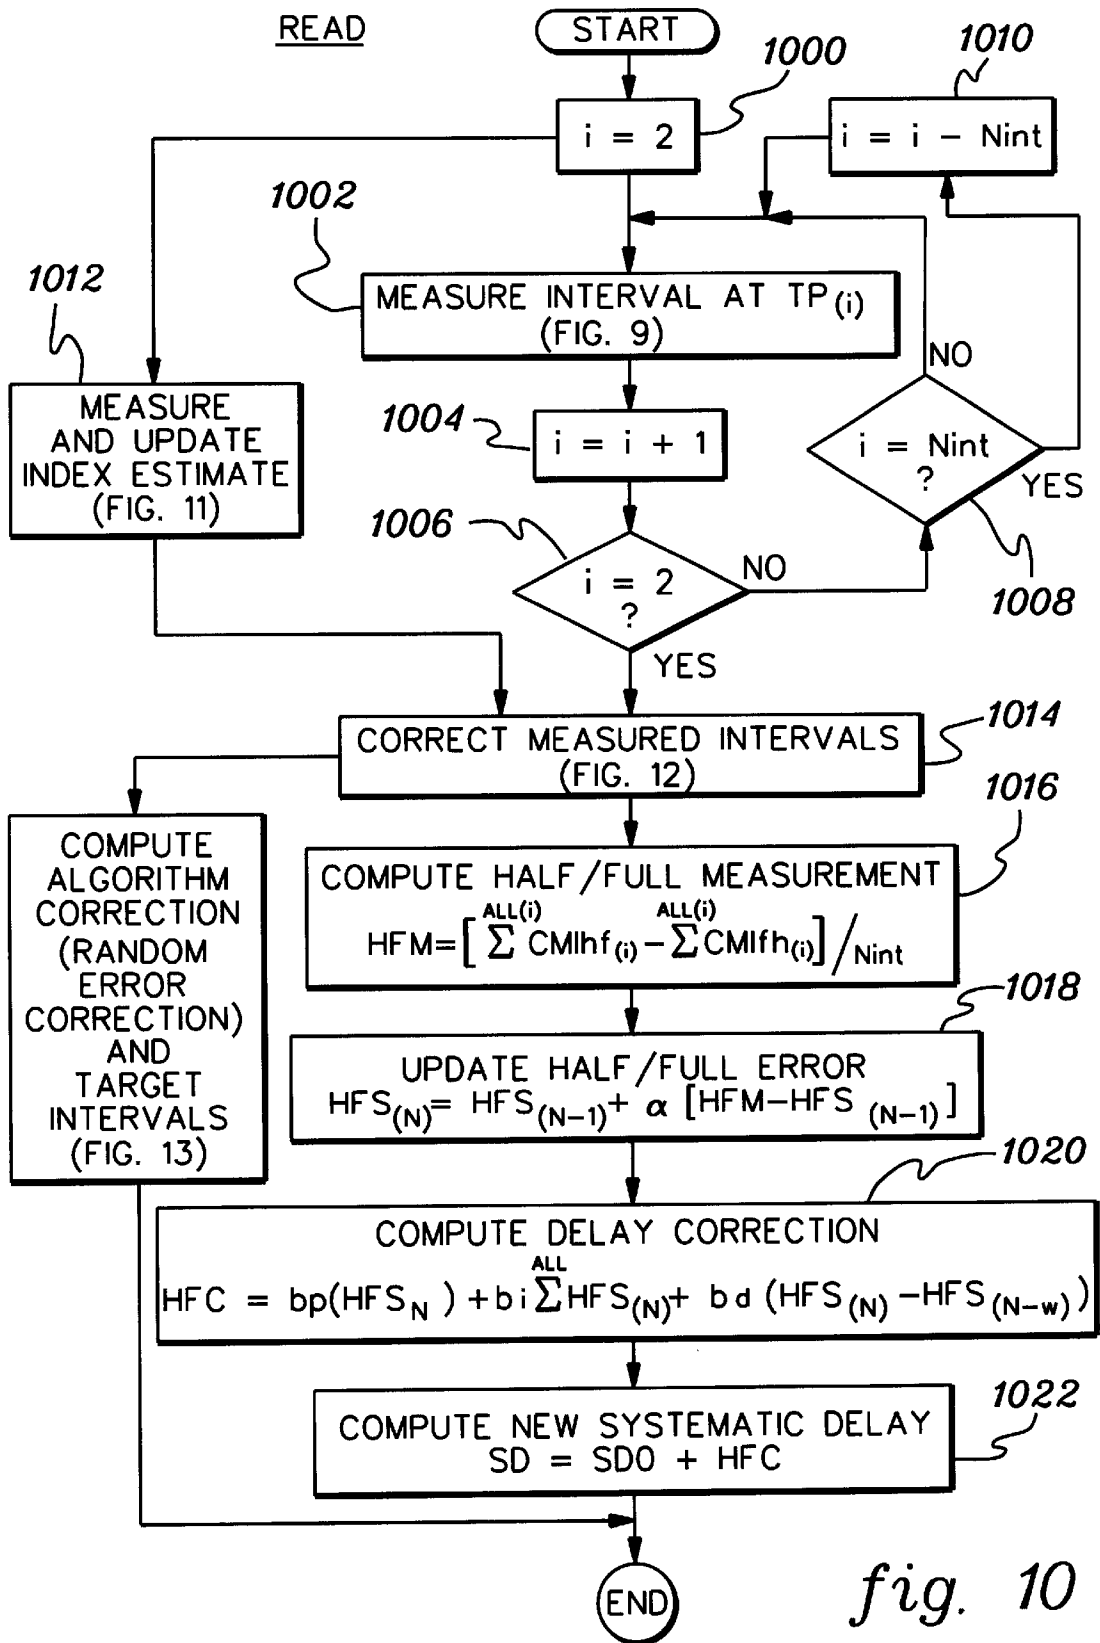 READ
START
1000
i = 2
1010
i = i - Nint
1002
MEASURE INTERVAL AT TP(i)
(FIG. 9)
1012
MEASURE
AND UPDATE
INDEX ESTIMATE
(FIG. 11)
1004
i = i + 1
NO
i = Nint
?
YES
1008
1006
i = 2
?
NO
YES
CORRECT MEASURED INTERVALS
(FIG. 12)
1014
COMPUTE
ALGORITHM
CORRECTION
(RANDOM
ERROR
CORRECTION)
AND
TARGET
INTERVALS
(FIG. 13)
1016
COMPUTE HALF/FULL MEASUREMENT
ALL(i) ALL(i)
HFM=[ Σ CMIhf(i)- Σ CMIfh(i)] /Nint
1018
UPDATE HALF/FULL ERROR
HFS(N)= HFS(N-1)+ α [HFM-HFS (N-1)]
1020
COMPUTE DELAY CORRECTION
ALL
HFC = bp(HFSN ) +bi Σ HFS(N)+ bd (HFS(N) -HFS(N-w))
1022
COMPUTE NEW SYSTEMATIC DELAY
SD = SD0 + HFC
END
fig. 10